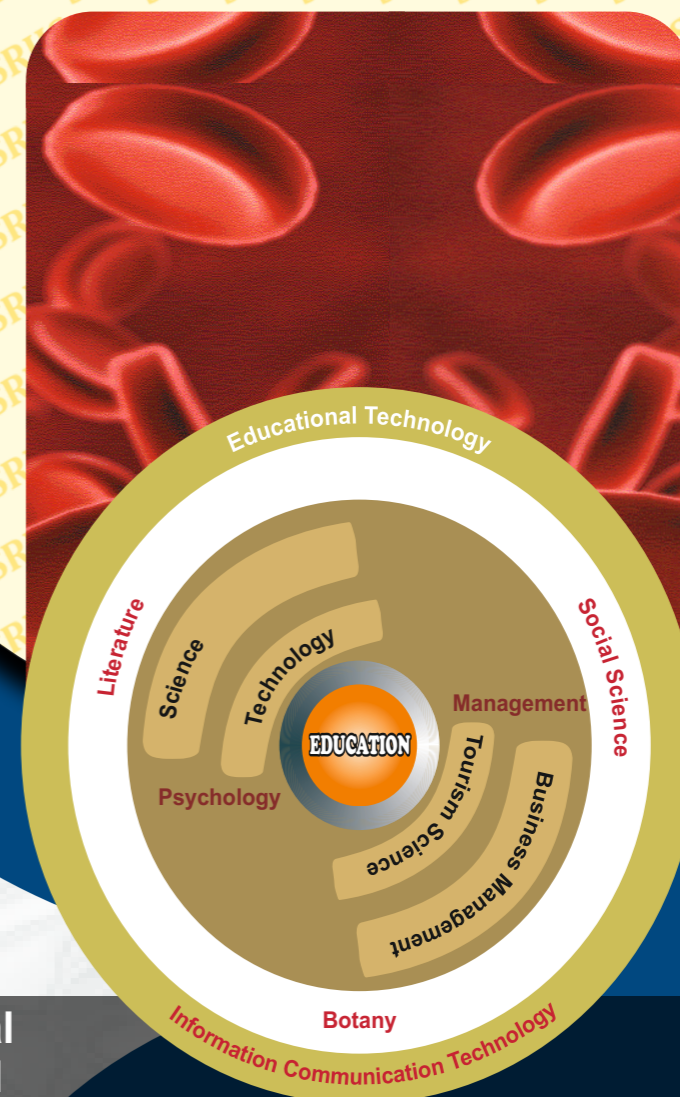 Educational Technology
Literature
Social Science
Science
Technology
Management
EDUCATION
Psychology
Tourism Science
Business Management
Botany
Information Communication Technology